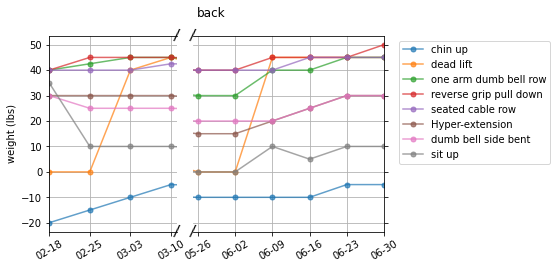 back
weight (lbs)
50
40
30
20
10
0
−10
−20
02-18
02-25
03-03
03-10
05-26
06-02
06-09
06-16
06-23
06-30
chin up
dead lift
one arm dumb bell row
reverse grip pull down
seated cable row
Hyper-extension
dumb bell side bent
sit up